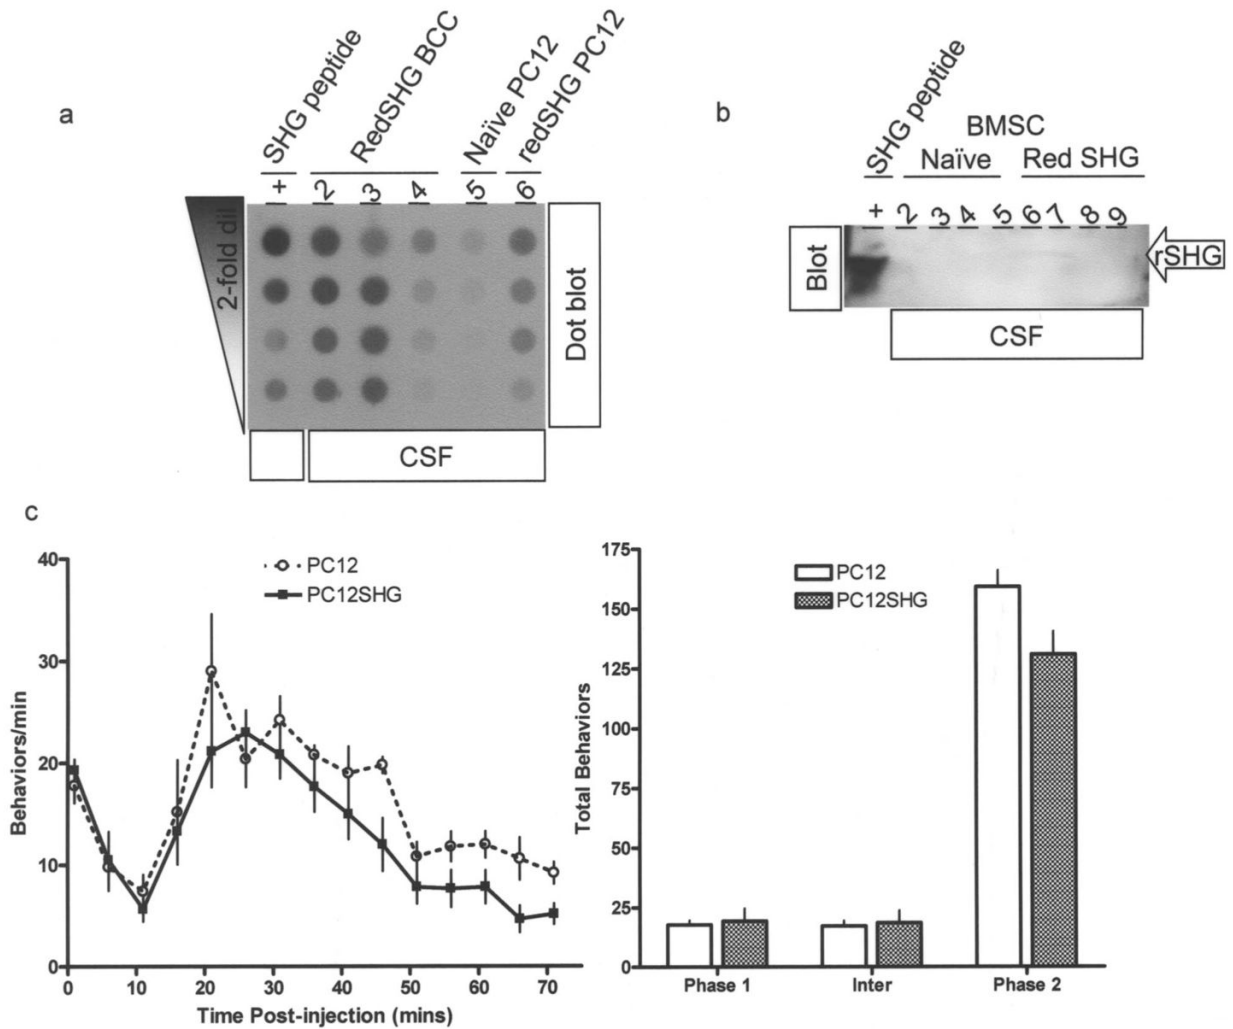 a
SHG peptide
RedSHG BCC
Naïve PC12
redSHG PC12
+ 2 3 4 5 6
2-fold dil
Dot blot
CSF
b
SHG peptide
BMSC
Naïve Red SHG
+ 2 3 4 5 6 7 8 9
Blot
rSHG
CSF
c
PC12
PC12SHG
40
30
20
10
0
Behaviors/min
0 10 20 30 40 50 60 70
Time Post-injection (mins)
PC12
PC12SHG
175
150
125
100
75
50
25
0
Total Behaviors
Phase 1 Inter Phase 2